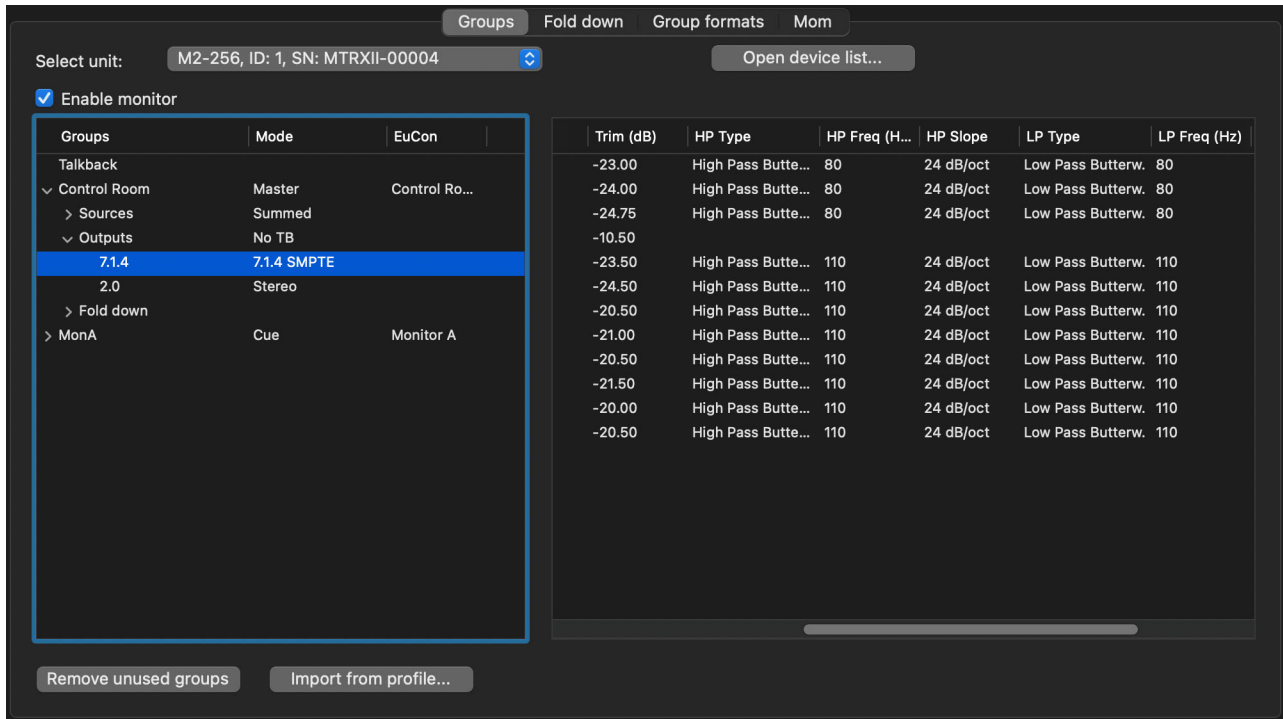 Groups Fold down Group formats Mom
Select unit: M2-256, ID: 1, SN: MTRXII-00004 Open device list...
Enable monitor
Groups Mode EuCon
Talkback
Control Room Master Control Ro...
Sources Summed
Outputs No TB
7.1.4 7.1.4 SMPTE
2.0 Stereo
Fold down
MonA Cue Monitor A
Trim (dB) HP Type HP Freq (H... HP Slope LP Type LP Freq (Hz)
-23.00 High Pass Butte... 80 24 dB/oct Low Pass Butterw. 80
-24.00 High Pass Butte... 80 24 dB/oct Low Pass Butterw. 80
-24.75 High Pass Butte... 80 24 dB/oct Low Pass Butterw. 80
-10.50
-23.50 High Pass Butte... 110 24 dB/oct Low Pass Butterw. 110
-24.50 High Pass Butte... 110 24 dB/oct Low Pass Butterw. 110
-20.50 High Pass Butte... 110 24 dB/oct Low Pass Butterw. 110
-21.00 High Pass Butte... 110 24 dB/oct Low Pass Butterw. 110
-20.50 High Pass Butte... 110 24 dB/oct Low Pass Butterw. 110
-21.50 High Pass Butte... 110 24 dB/oct Low Pass Butterw. 110
-20.00 High Pass Butte... 110 24 dB/oct Low Pass Butterw. 110
-20.50 High Pass Butte... 110 24 dB/oct Low Pass Butterw. 110
Remove unused groups Import from profile...